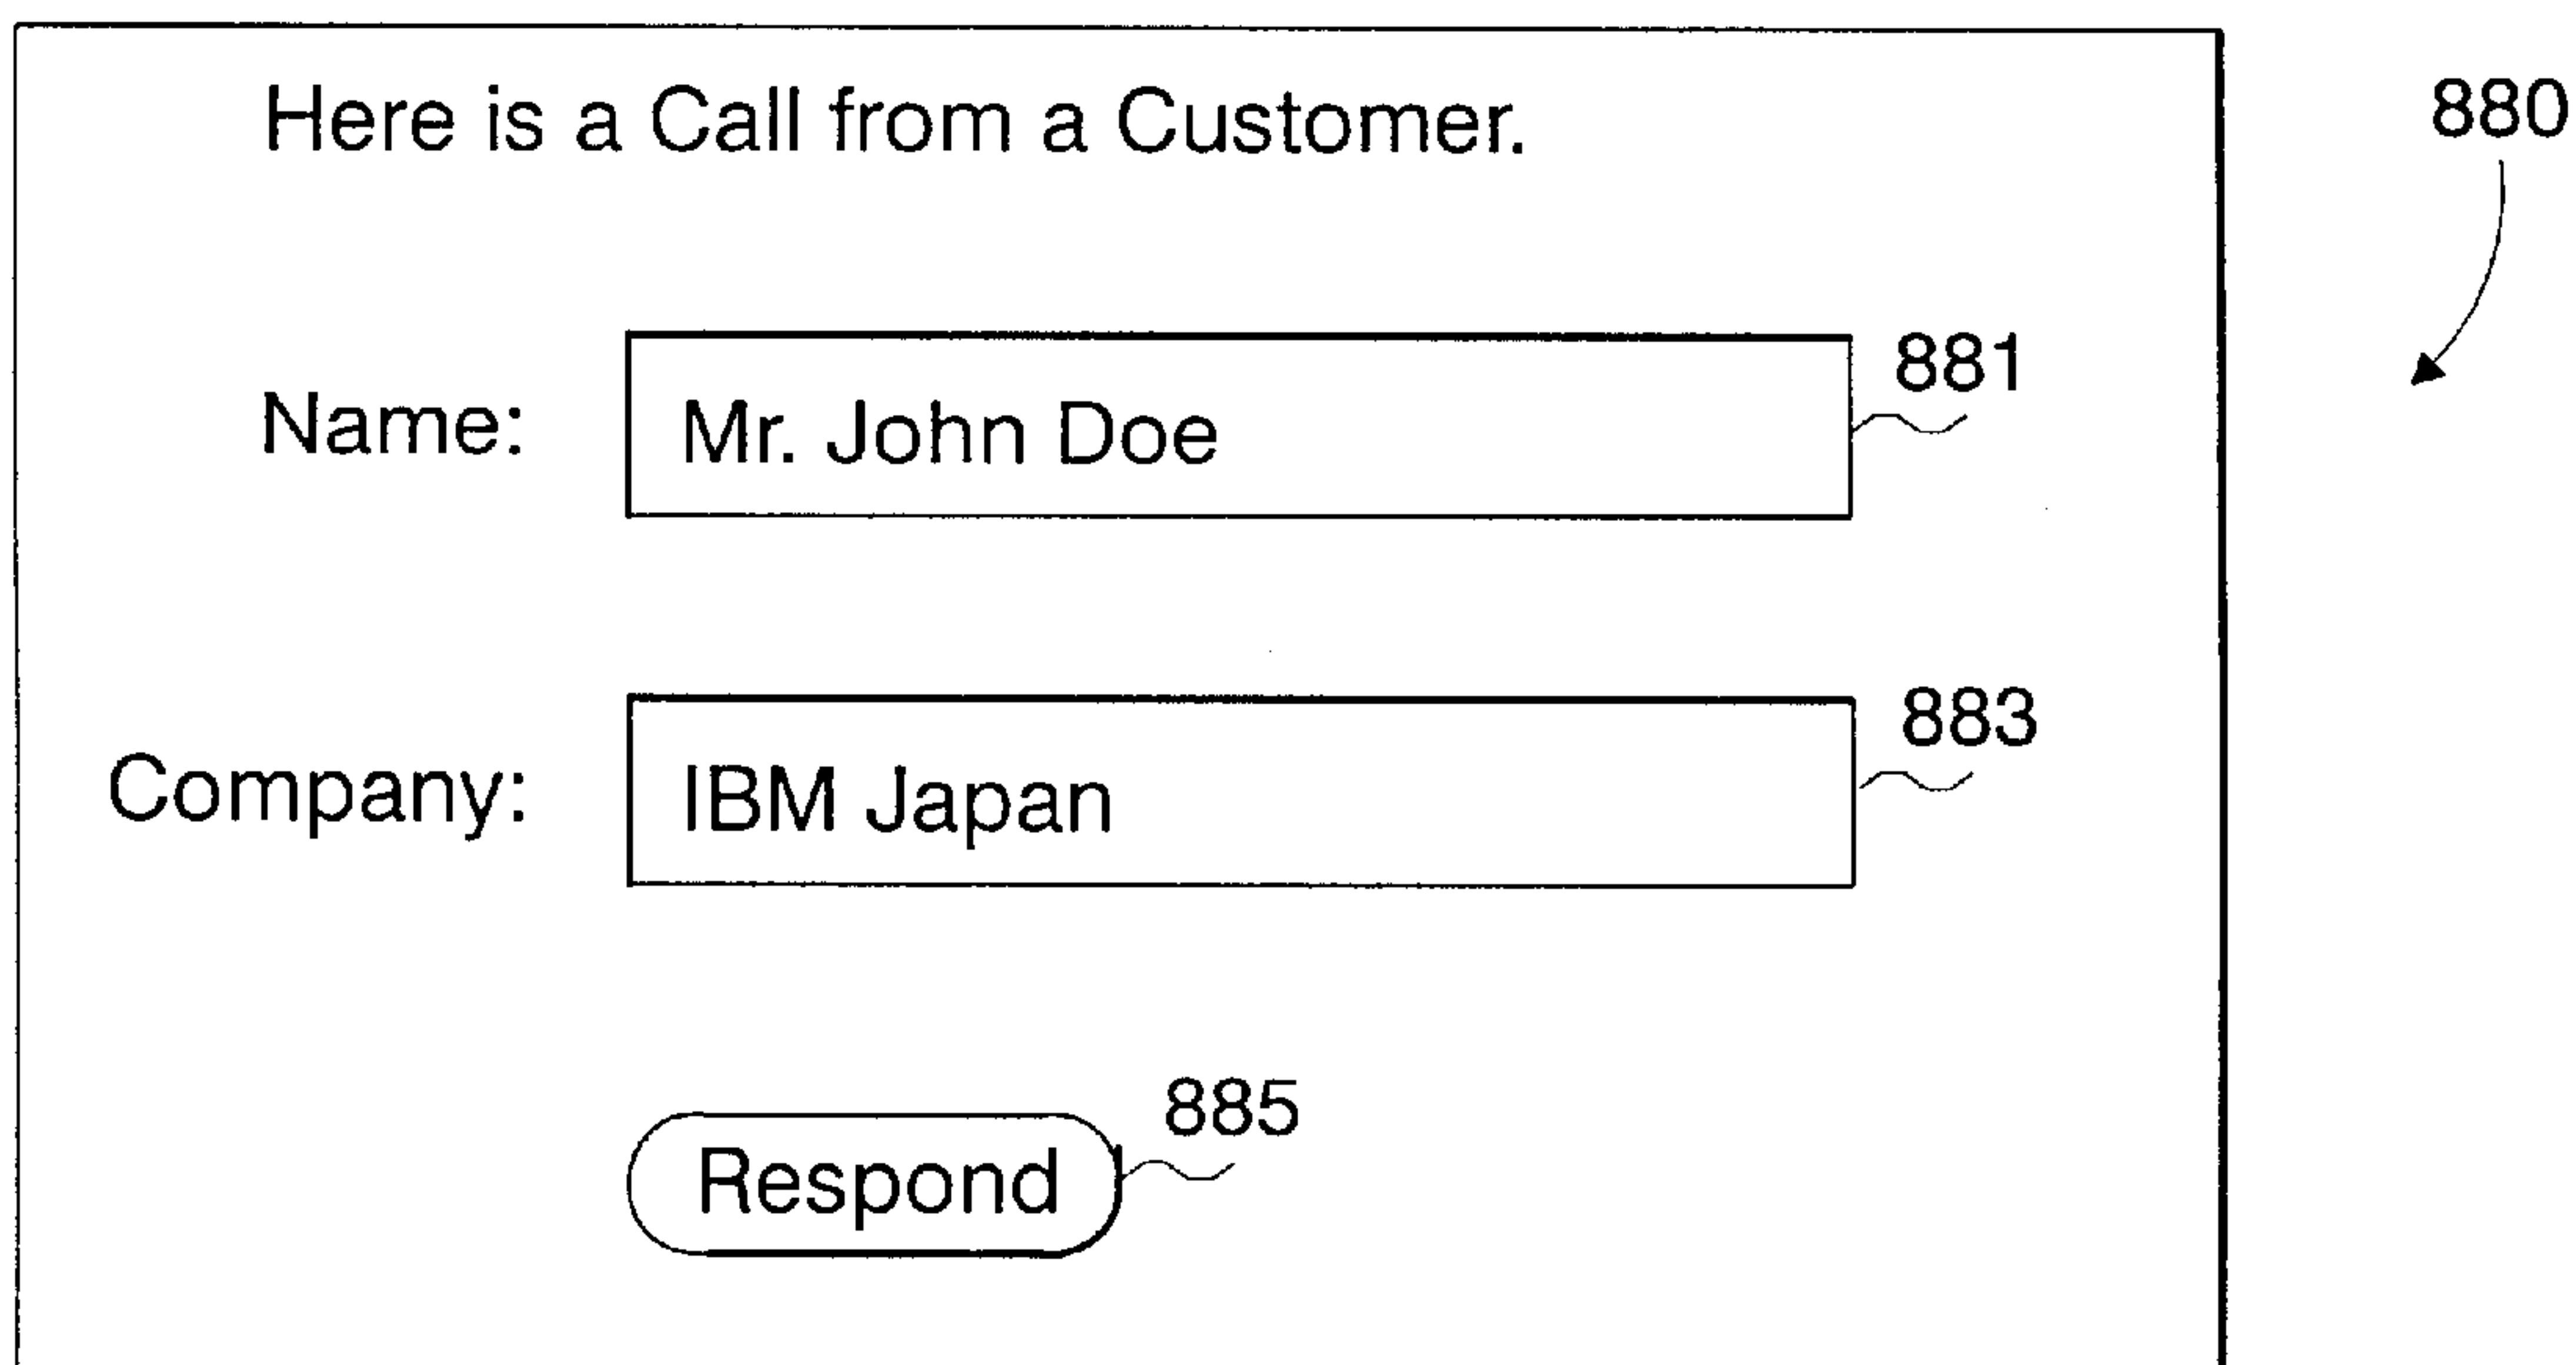 Here is a Call from a Customer.
880
Name: Mr. John Doe 881
Company: IBM Japan 883
Respond 885